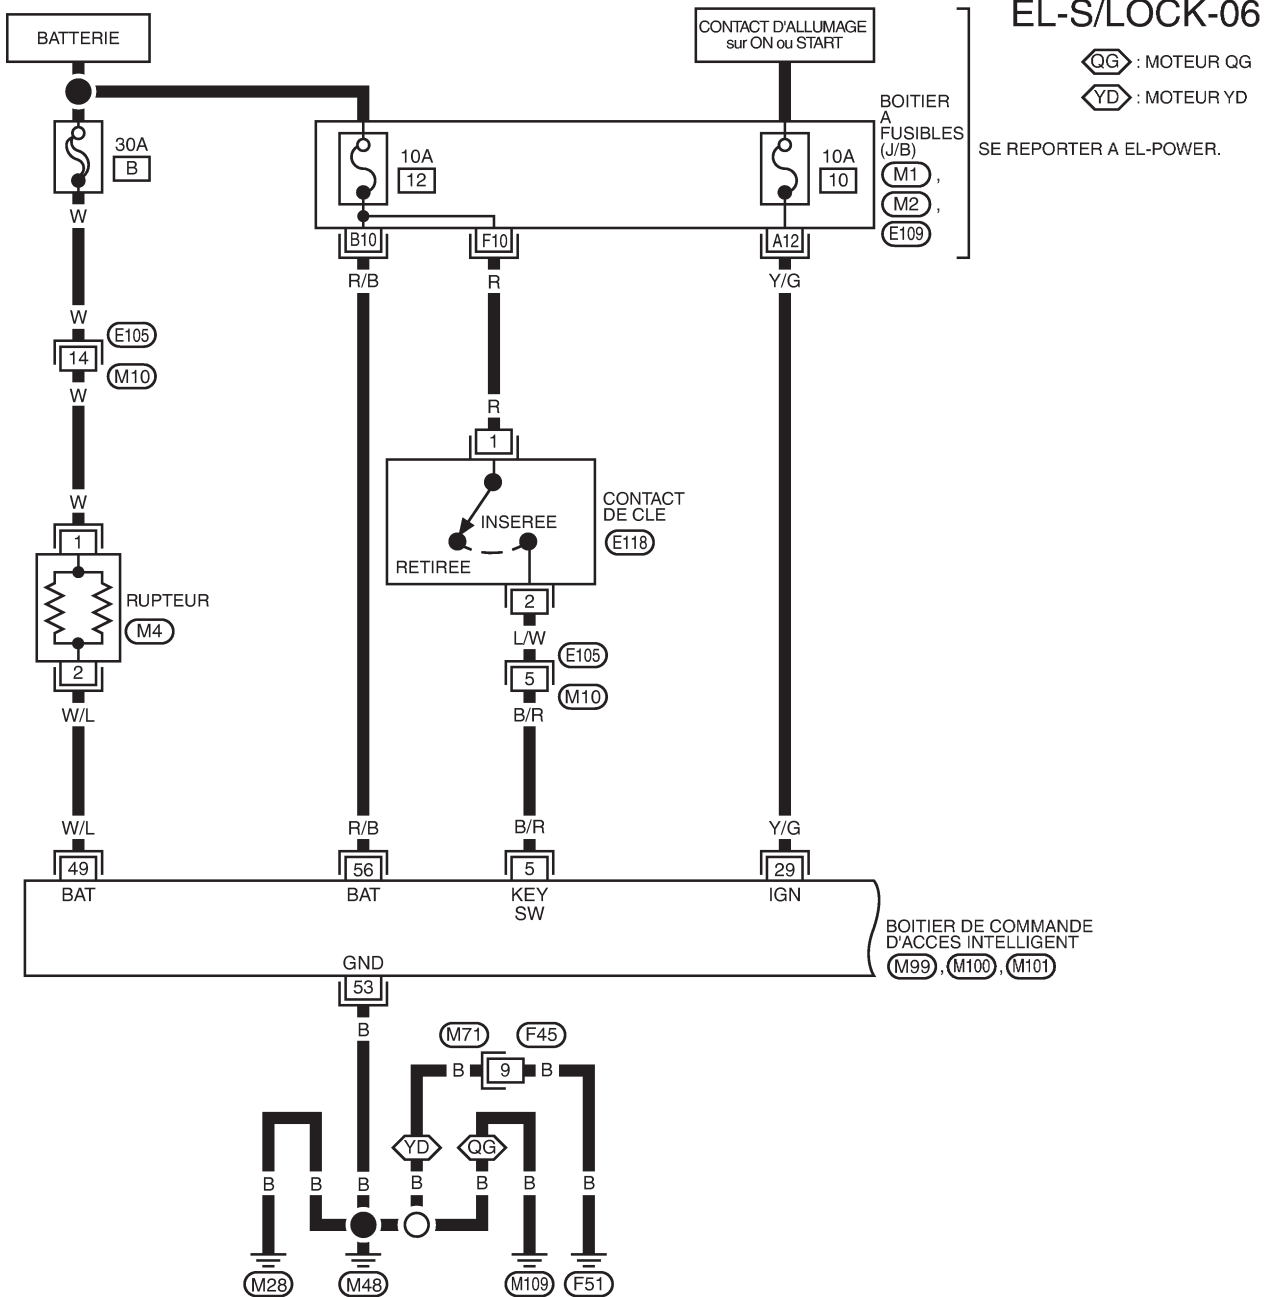 EL-S/LOCK-06
BATTERIE
CONTACT D'ALLUMAGE
sur ON ou START
QG : MOTEUR QG
YD : MOTEUR YD
BOITIER
A
FUSIBLES
(J/B)
M1 ,
M2 ,
E109
SE REPORTER A EL-POWER.
30A
B
10A
12
10A
10
W
B10
F10
A12
R/B
R
Y/G
W
E105
14
M10
W
R
1
W
CONTACT
DE CLE
E118
INSEREE
RETIREE
1
RUPTEUR
M4
2
2
L/W
E105
5
M10
W/L
B/R
W/L
R/B
B/R
Y/G
49
56
5
29
BAT
BAT
KEY
SW
IGN
BOITIER DE COMMANDE
D'ACCES INTELLIGENT
M99 , M100 , M101
GND
53
B
M71
F45
B
9
B
YD
QG
B
B
B
B
B
B
B
M28
M48
M109
F51